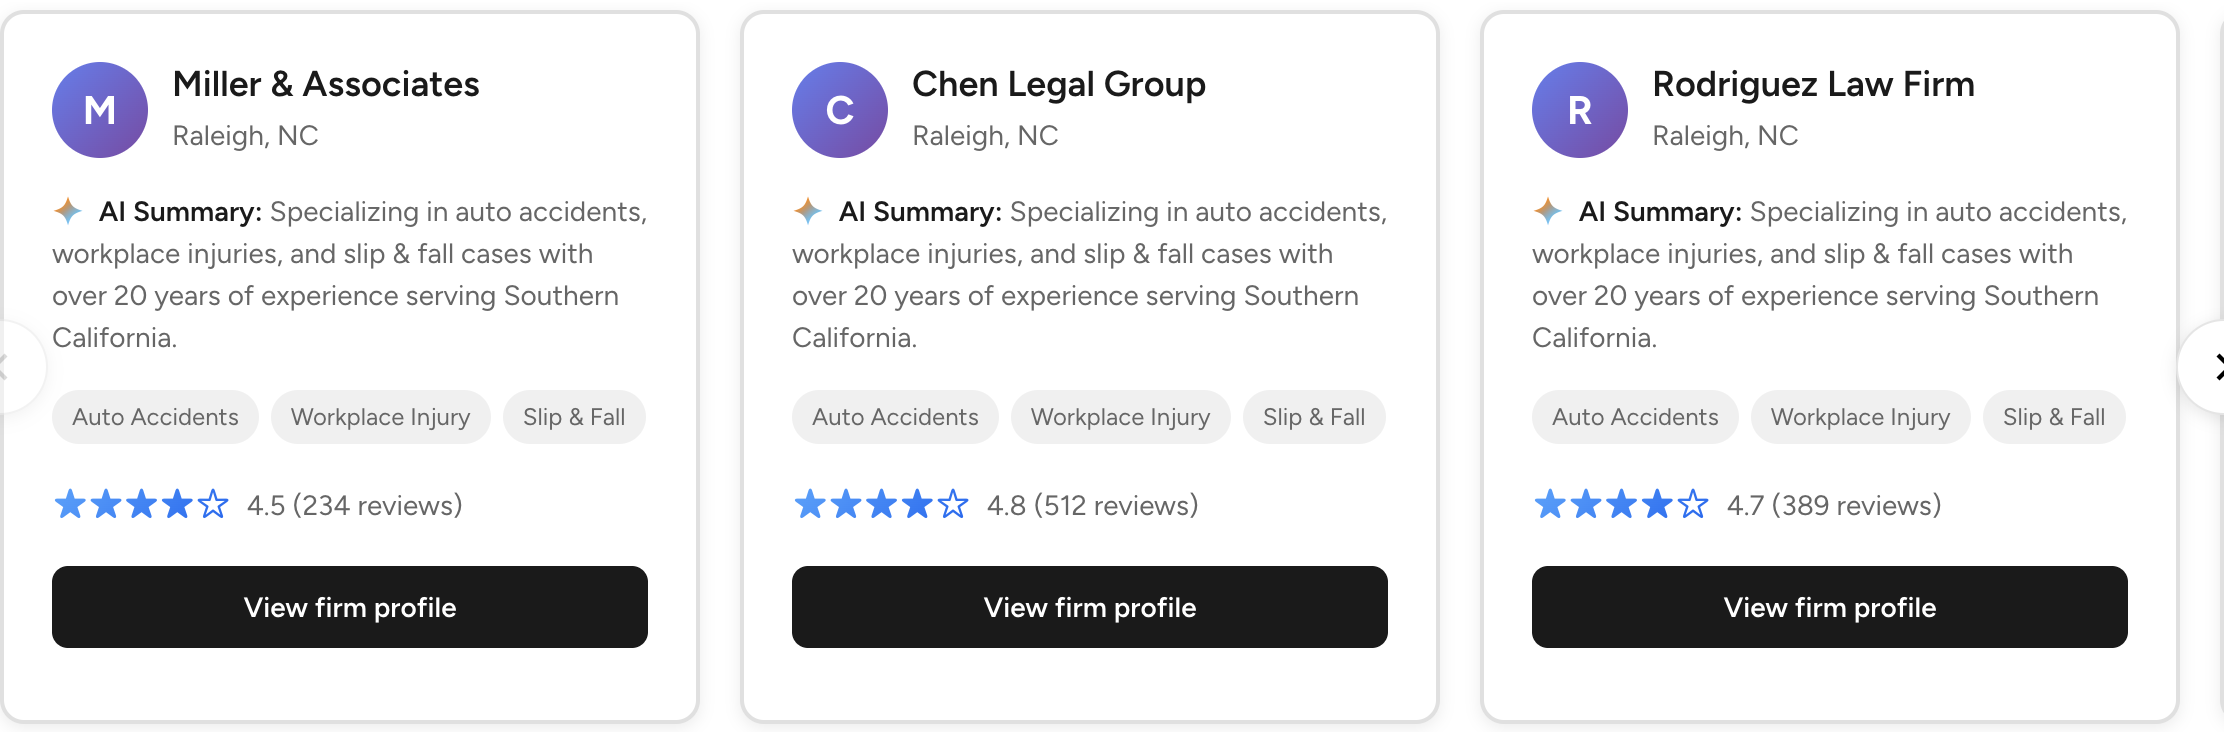 M
Miller & Associates
Raleigh, NC
AI Summary: Specializing in auto accidents,
workplace injuries, and slip & fall cases with
over 20 years of experience serving Southern
California.
Auto Accidents
Workplace Injury
Slip & Fall
4.5 (234 reviews)
View firm profile
C
Chen Legal Group
Raleigh, NC
AI Summary: Specializing in auto accidents,
workplace injuries, and slip & fall cases with
over 20 years of experience serving Southern
California.
Auto Accidents
Workplace Injury
Slip & Fall
4.8 (512 reviews)
View firm profile
R
Rodriguez Law Firm
Raleigh, NC
AI Summary: Specializing in auto accidents,
workplace injuries, and slip & fall cases with
over 20 years of experience serving Southern
California.
Auto Accidents
Workplace Injury
Slip & Fall
4.7 (389 reviews)
View firm profile